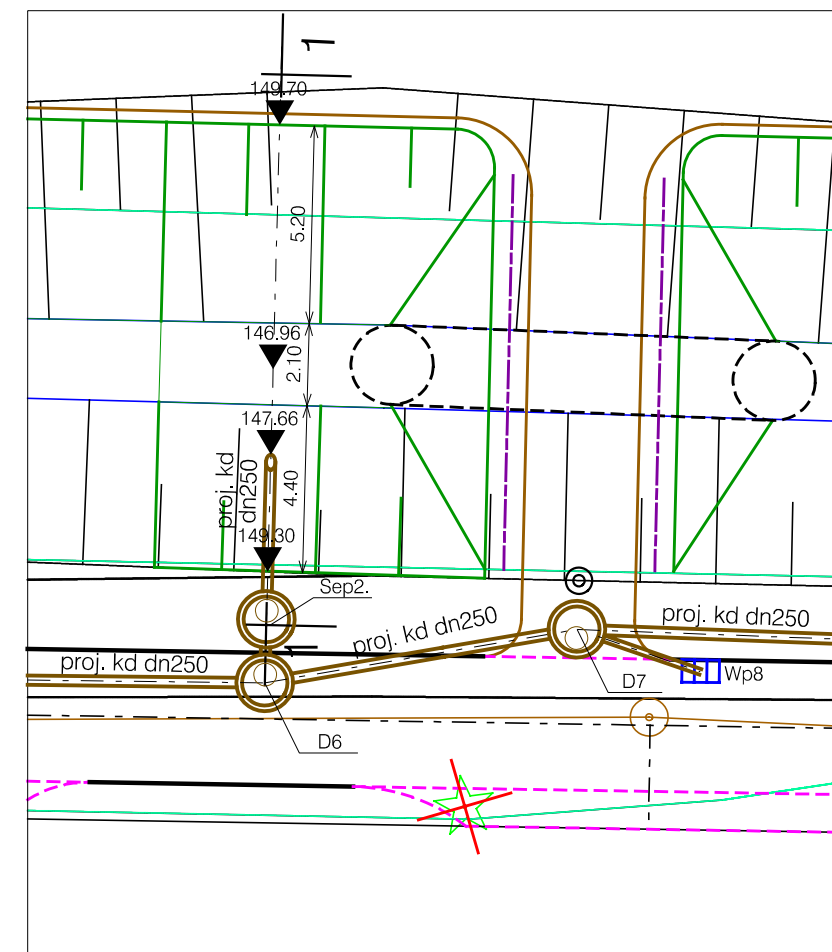 1
149.70
5.20
146.96
2.10
147.66
proj. kd
dn250
4.40
149.30
Sep2.
proj. kd dn250
proj. kd dn250
1
proj. kd dn250
D7
Wp8
D6